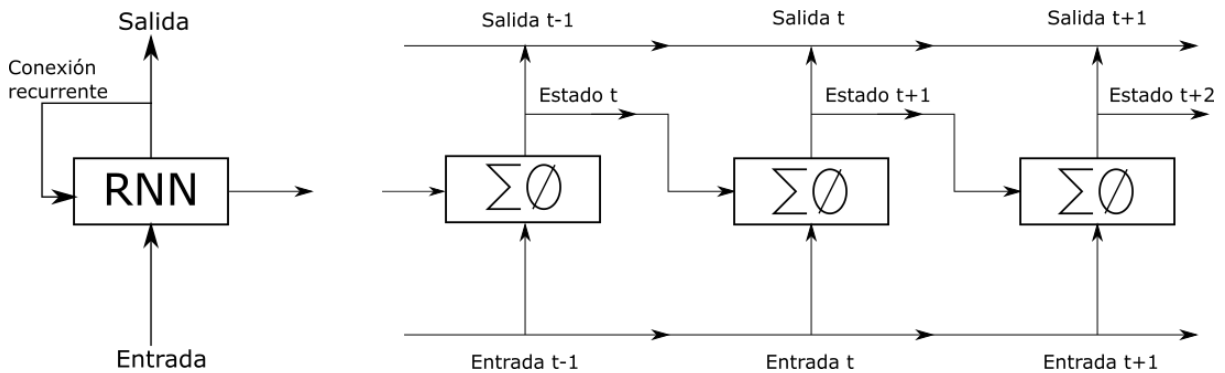 Salida
Conexión
recurrente
RNN
Entrada
Salida t-1
Salida t
Salida t+1
Estado t
Estado t+1
Estado t+2
∑∅
∑∅
∑∅
Entrada t-1
Entrada t
Entrada t+1